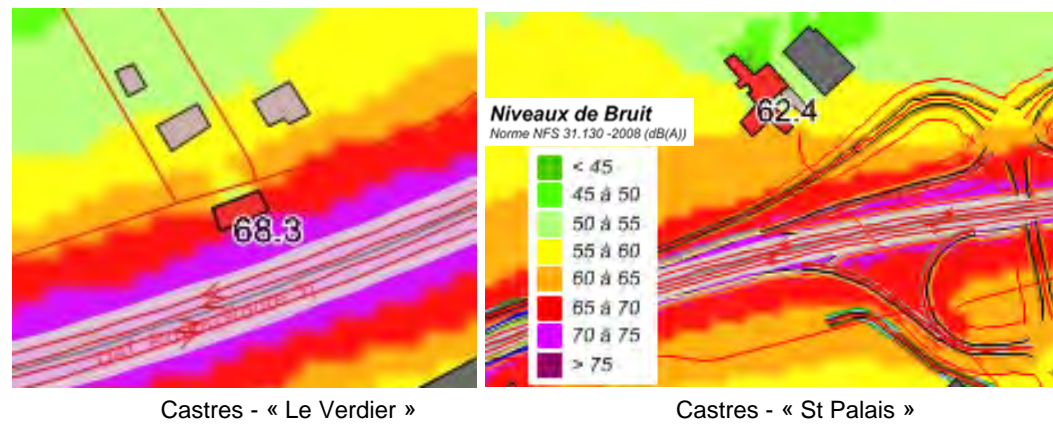 68.3
62.4
Niveaux de Bruit
Norme NFS 31.130 -2008 (dB(A))
< 45
45 à 50
50 à 55
55 à 60
60 à 65
65 à 70
70 à 75
> 75
Castres - « Le Verdier »
Castres - « St Palais »